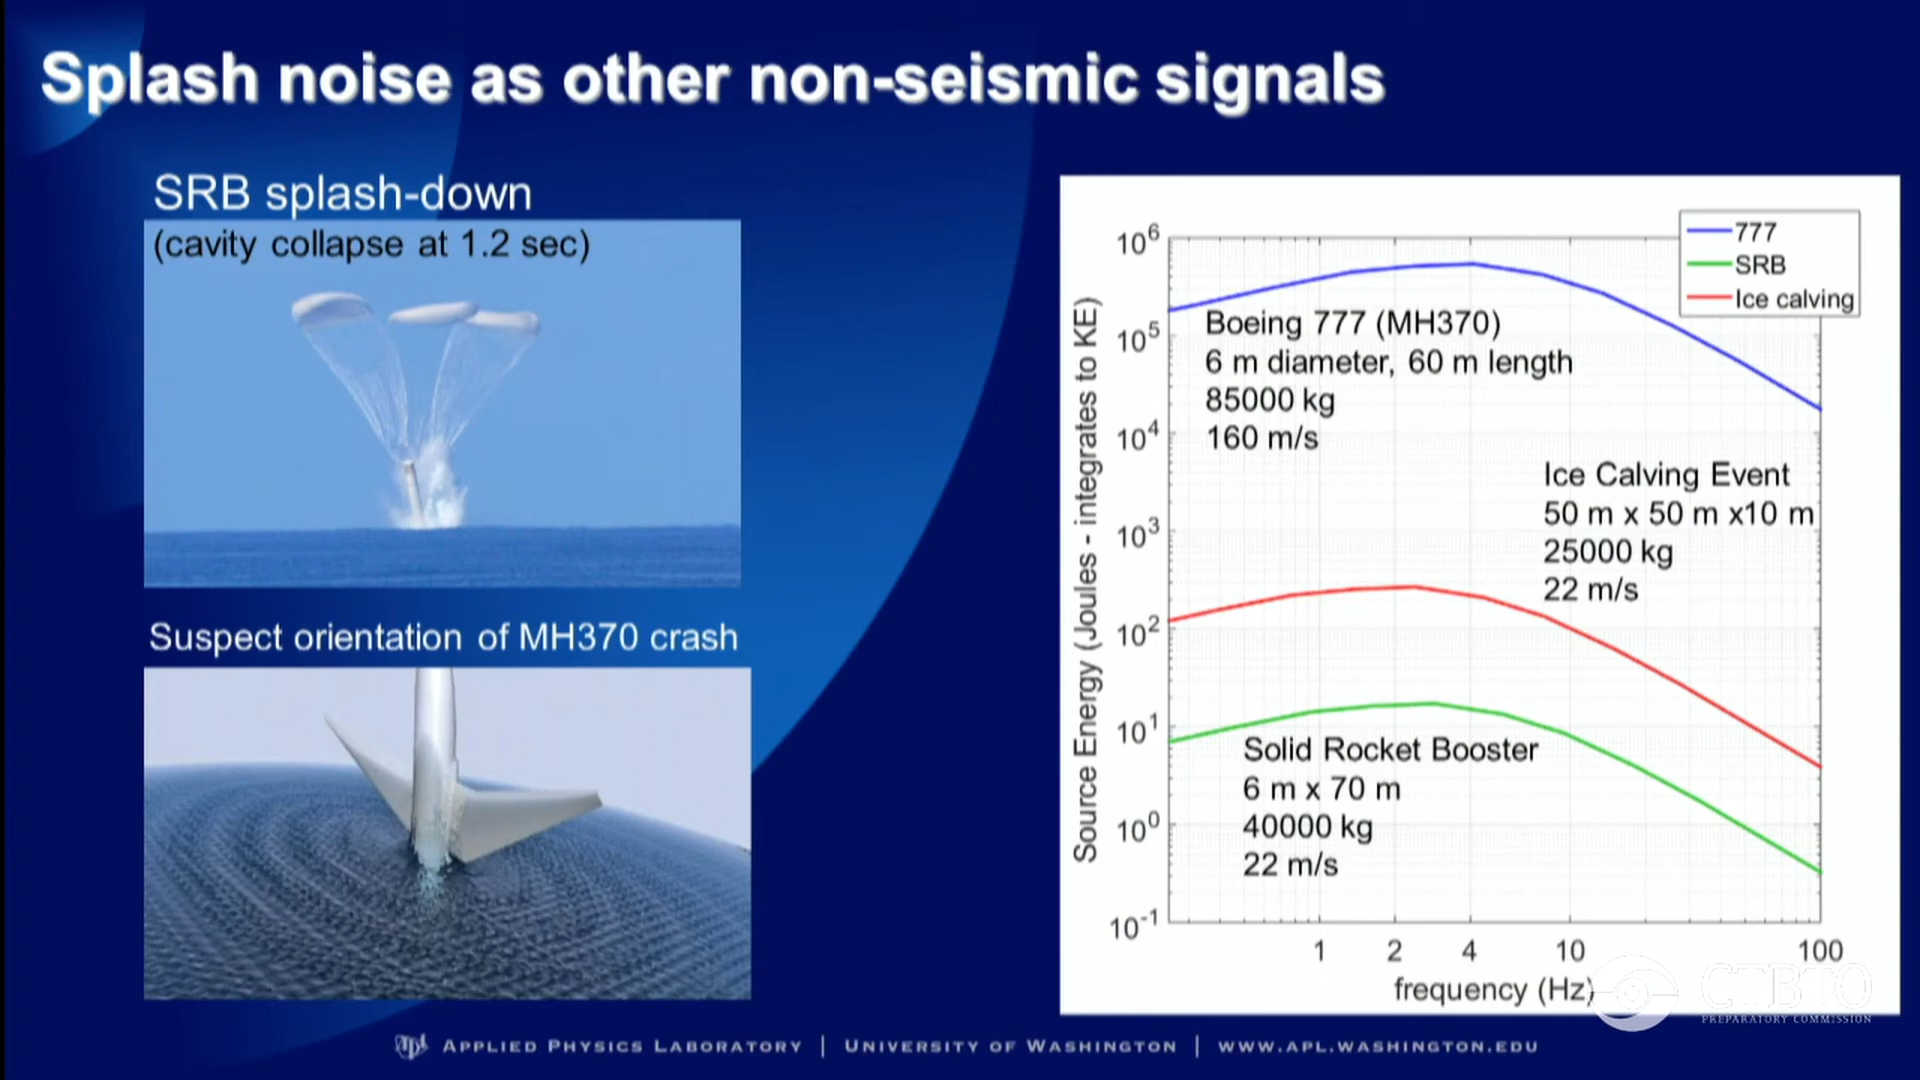 Splash noise as other non-seismic signals
SRB splash-down
(cavity collapse at 1.2 sec)
Suspect orientation of MH370 crash
777
SRB
Ice calving
10^6
10^5
10^4
10^3
10^2
10^1
10^0
10^-1
Source Energy (Joules - integrates to KE)
Boeing 777 (MH370)
6 m diameter, 60 m length
85000 kg
160 m/s
Ice Calving Event
50 m x 50 m x10 m
25000 kg
22 m/s
Solid Rocket Booster
6 m x 70 m
40000 kg
22 m/s
1 2 4 10 100
frequency (Hz)
CTBTO
PREPARATORY COMMISSION
APPLIED PHYSICS LABORATORY | UNIVERSITY OF WASHINGTON | WWW.APL.WASHINGTON.EDU